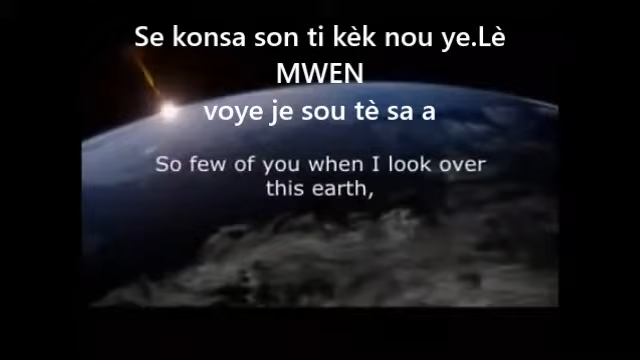 Se konsa son ti kèk nou ye.Lè
MWEN
voye je sou tè sa a
So few of you when I look over
this earth,